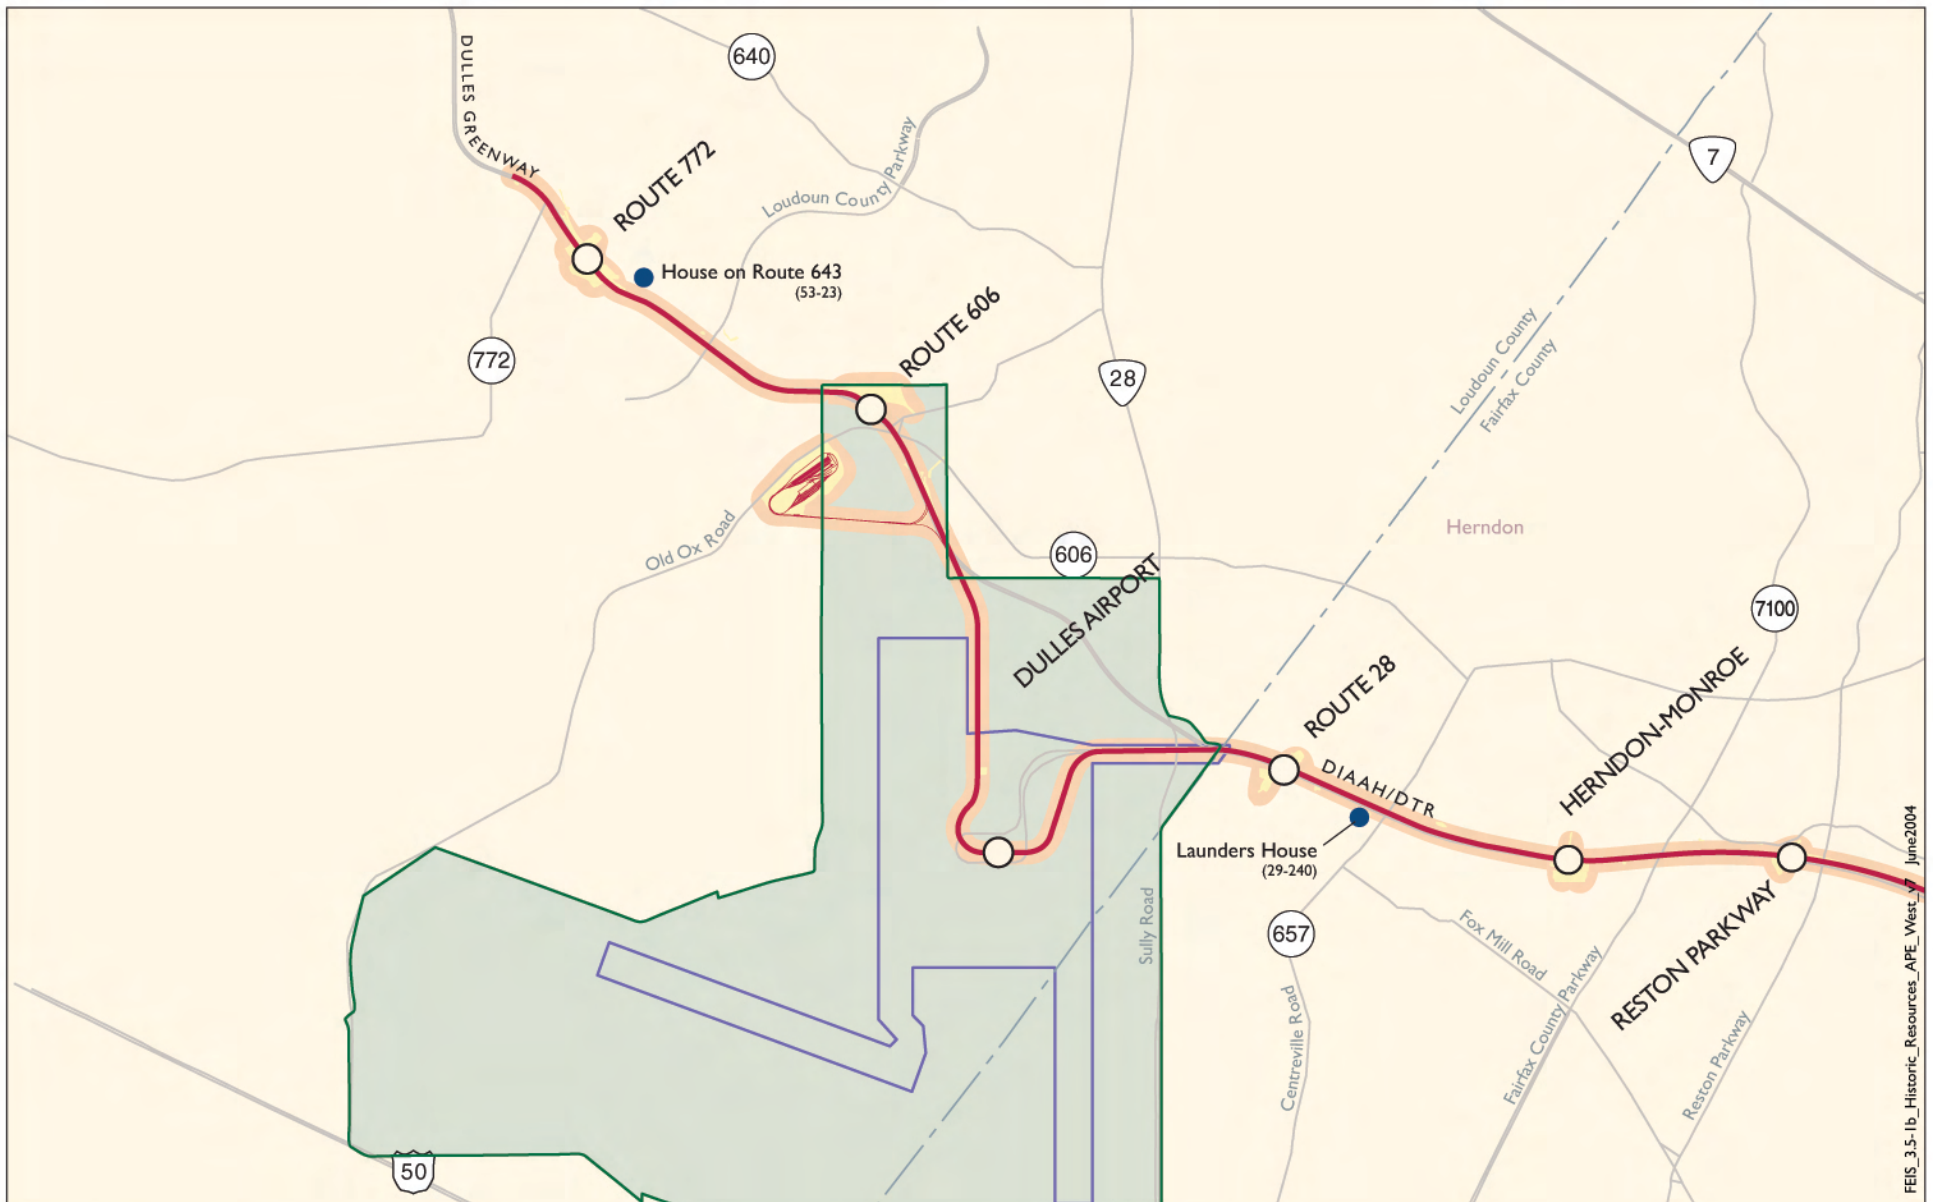 DULLES GREENWAY
640
ROUTE 772
Loudoun County Parkway
7
House on Route 643
(53-23)
ROUTE 606
772
28
Loudoun County
Fairfax County
Old Ox Road
606
Herndon
DULLES AIRPORT
7100
ROUTE 28
HERNDON-MONROE
DIAAH/DTR
Launders House
(29-240)
Sully Road
657
Fox Mill Road
RESTON PARKWAY
Centreville Road
Fairfax County Parkway
Reston Parkway
50
FEIS_3.5-1b_Historic_Resources_APE_West_v7 June2004